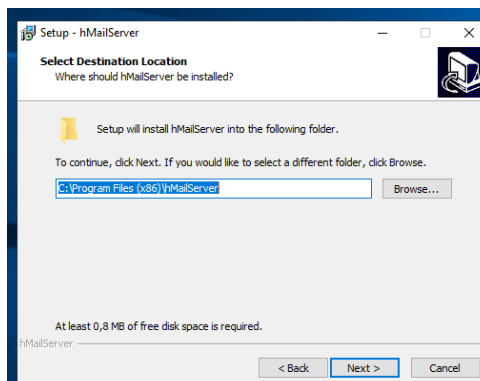 Setup - hMailServer
Select Destination Location
Where should hMailServer be installed?
Setup will install hMailServer into the following folder.
To continue, click Next. If you would like to select a different folder, click Browse.
C:\Program Files (x86)\hMailServer
Browse...
At least 0,8 MB of free disk space is required.
hMailServer
< Back
Next >
Cancel